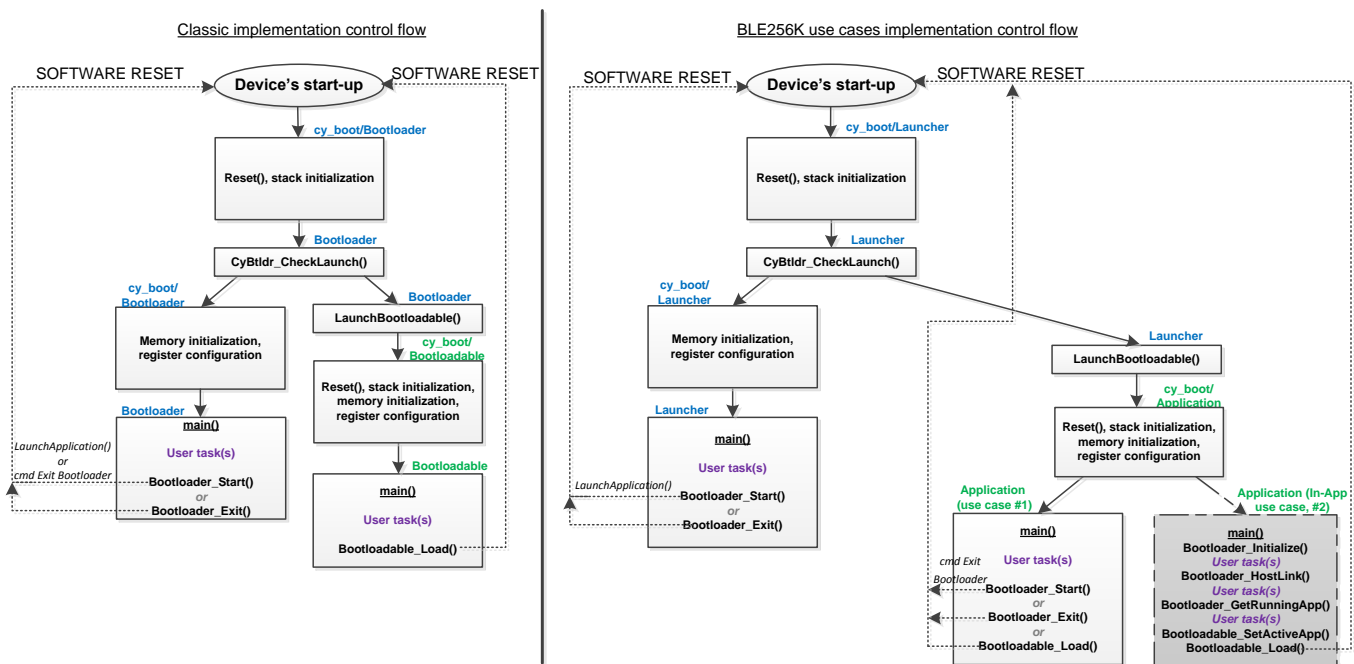 Classic implementation control flow
SOFTWARE RESET
SOFTWARE RESET
Device's start-up
cy_boot/Bootloader
Reset(), stack initialization
Bootloader
CyBtldr_CheckLaunch()
cy_boot/
Bootloader
Memory initialization,
register configuration
Bootloader
LaunchBootloadable()
cy_boot/
Bootloadable
Reset(), stack initialization,
memory initialization,
register configuration
Bootloader
main()
User task(s)
Bootloader_Start()
or
Bootloader_Exit()
LaunchApplication()
or
cmd Exit Bootloader
Bootloadable
main()
User task(s)
Bootloadable_Load()
BLE256K use cases implementation control flow
SOFTWARE RESET
SOFTWARE RESET
Device's start-up
cy_boot/Launcher
Reset(), stack initialization
Launcher
CyBtldr_CheckLaunch()
cy_boot/
Launcher
Memory initialization,
register configuration
Launcher
main()
User task(s)
Bootloader_Start()
or
Bootloader_Exit()
LaunchApplication()
Launcher
LaunchBootloadable()
cy_boot/
Application
Reset(), stack initialization,
memory initialization,
register configuration
Application
(use case #1)
main()
User task(s)
cmd Exit
Bootloader
Bootloader_Start()
or
Bootloader_Exit()
or
Bootloadable_Load()
Application (In-App
use case, #2)
main()
Bootloader_Initialize()
User task(s)
Bootloader_HostLink()
User task(s)
Bootloader_GetRunningApp()
User task(s)
Bootloadable_SetActiveApp()
Bootloadable_Load()